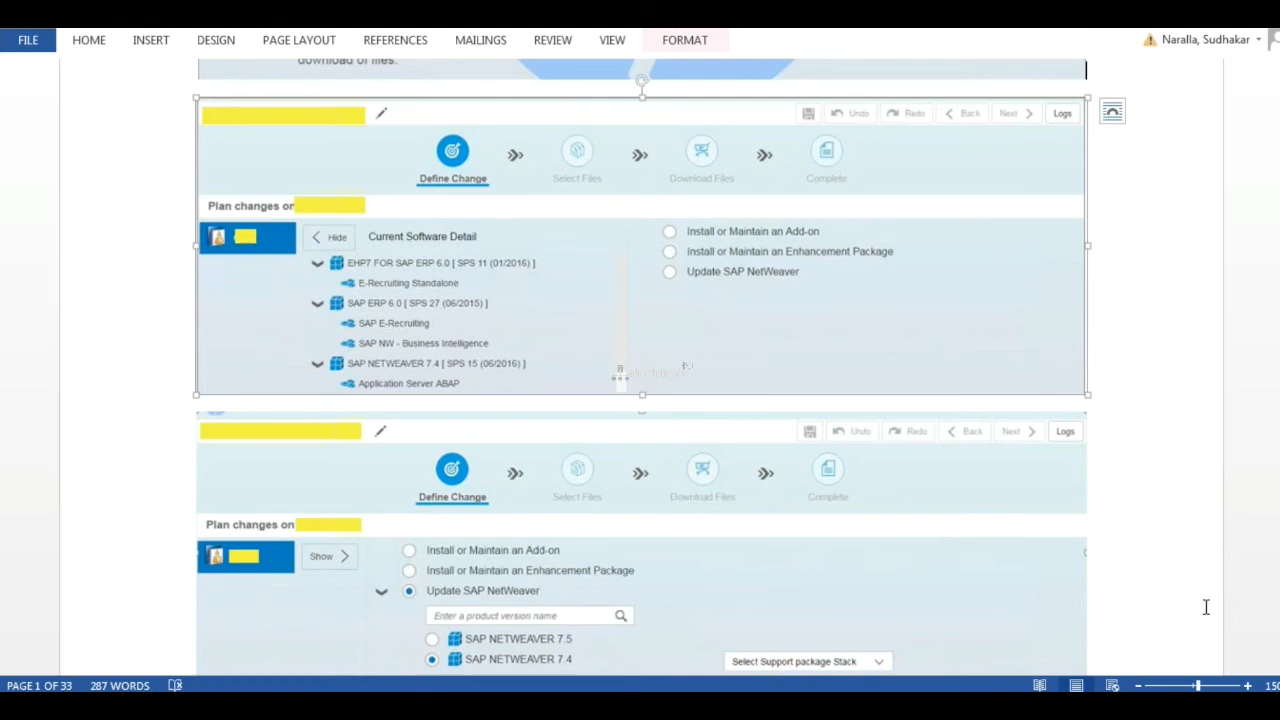 FILE HOME INSERT DESIGN PAGE LAYOUT REFERENCES MAILINGS REVIEW VIEW FORMAT Naralla, Sudhakar
download of files.
Undo Redo Back Next Logs
Define Change Select Files Download Files Complete
Plan changes on
Hide Current Software Detail
Install or Maintain an Add-on
Install or Maintain an Enhancement Package
Update SAP NetWeaver
EHP7 FOR SAP ERP 6.0 [ SPS 11 (01/2016) ]
E-Recruiting Standalone
SAP ERP 6.0 [ SPS 27 (06/2015) ]
SAP E-Recruiting
SAP NW - Business Intelligence
SAP NETWEAVER 7.4 [ SPS 15 (06/2016) ]
Application Server ABAP
Undo Redo Back Next Logs
Define Change Select Files Download Files Complete
Plan changes on
Show
Install or Maintain an Add-on
Install or Maintain an Enhancement Package
Update SAP NetWeaver
Enter a product version name
SAP NETWEAVER 7.5
SAP NETWEAVER 7.4
Select Support package Stack
PAGE 1 OF 33 287 WORDS